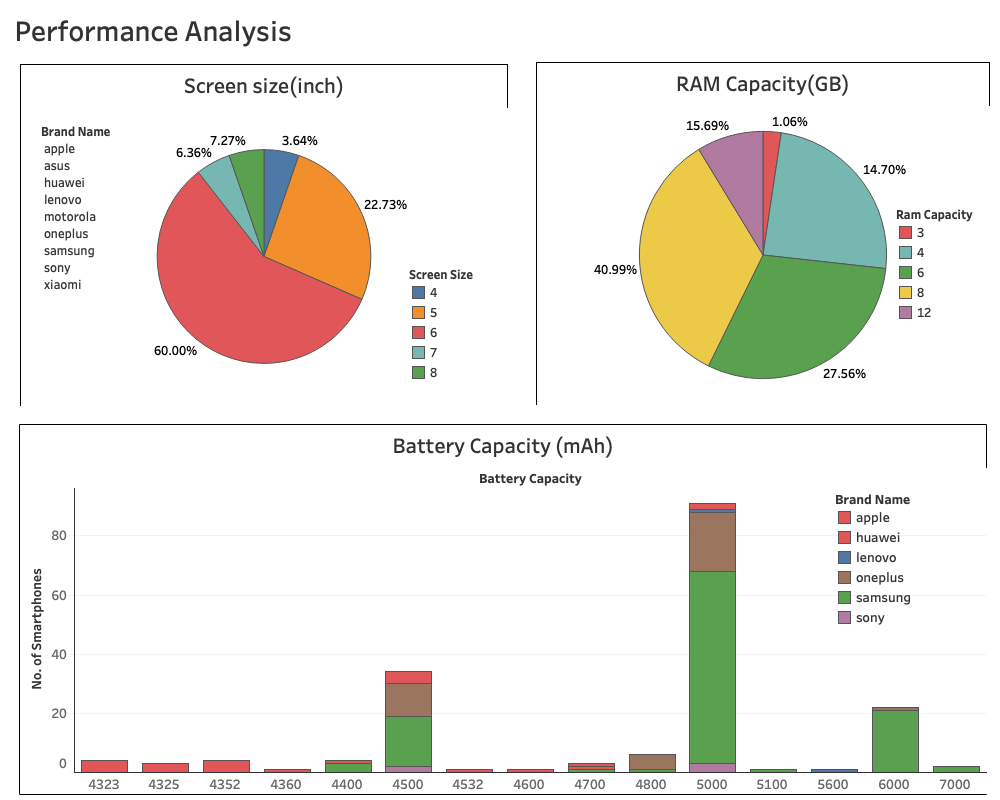 Performance Analysis
Screen size(inch)
Brand Name
apple
asus
huawei
lenovo
motorola
oneplus
samsung
sony
xiaomi
7.27%
3.64%
6.36%
22.73%
60.00%
Screen Size
4
5
6
7
8
RAM Capacity(GB)
15.69%
1.06%
14.70%
40.99%
27.56%
Ram Capacity
3
4
6
8
12
Battery Capacity (mAh)
Battery Capacity
No. of Smartphones
80
60
40
20
0
Brand Name
apple
huawei
lenovo
oneplus
samsung
sony
4323 4325 4352 4360 4400 4500 4532 4600 4700 4800 5000 5100 5600 6000 7000